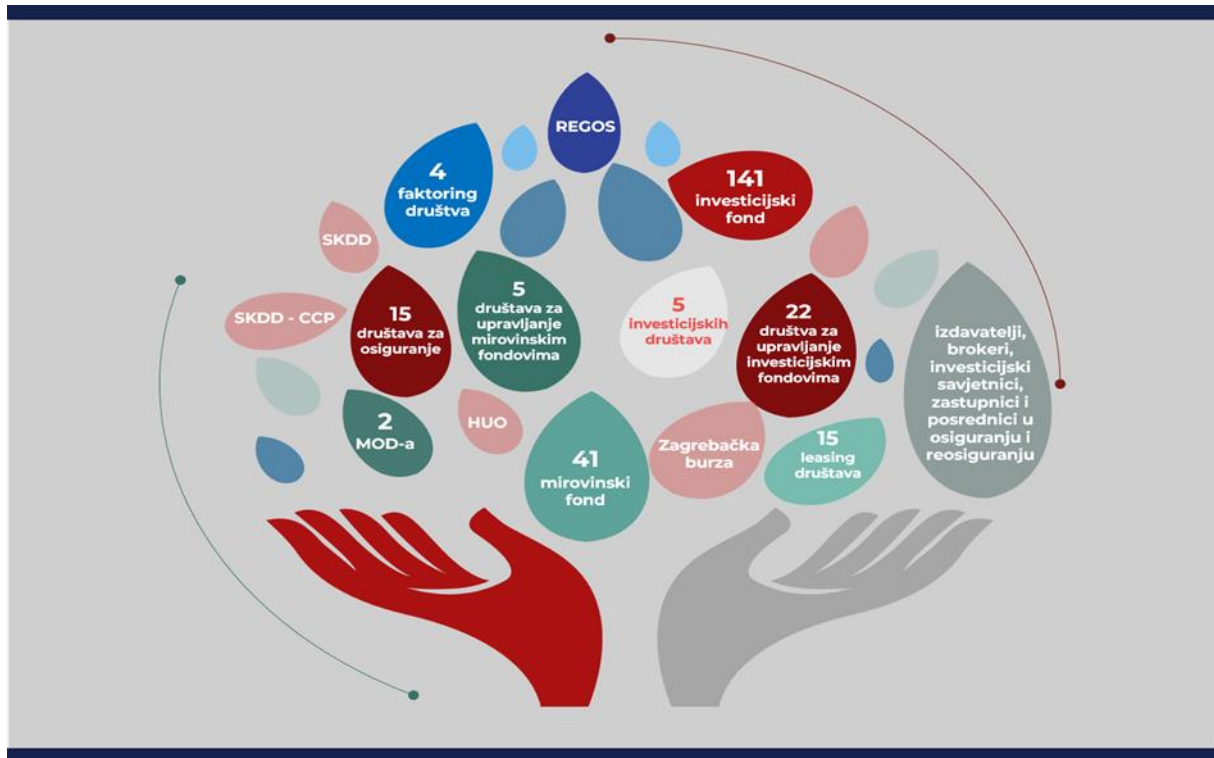 REGOS
4
faktoring
društva
141
investicijski
fond
SKDD
SKDD - CCP
15
društava za
osiguranje
5
društava za
upravljanje
mirovinskim
fondovima
5
investicijskih
društava
22
društva za
upravljanje
investicijskim
fondovima
izdavatelji,
brokeri,
investicijski
savjetnici,
zastupnici i
posrednici u
osiguranju i
reosiguranju
2
MOD-a
HUO
41
mirovinski
fond
Zagrebačka
burza
15
leasing
društava